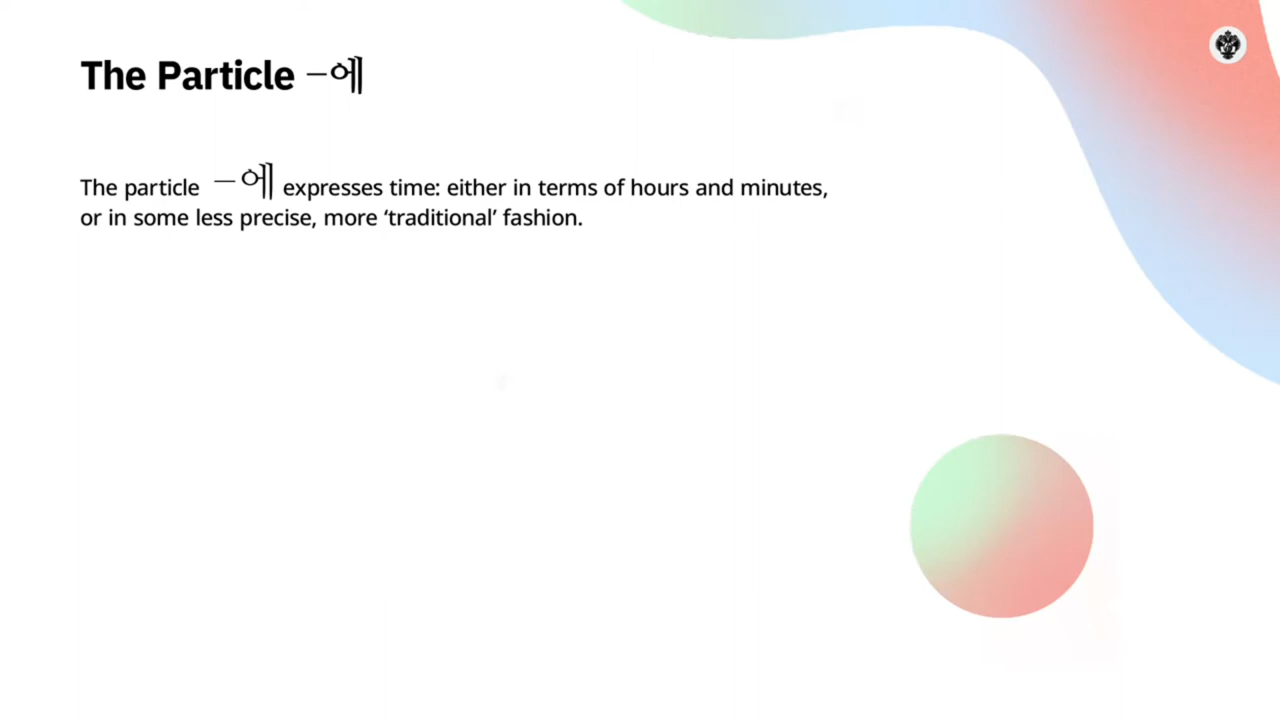 The Particle –에
The particle –에 expresses time: either in terms of hours and minutes,
or in some less precise, more ‘traditional’ fashion.